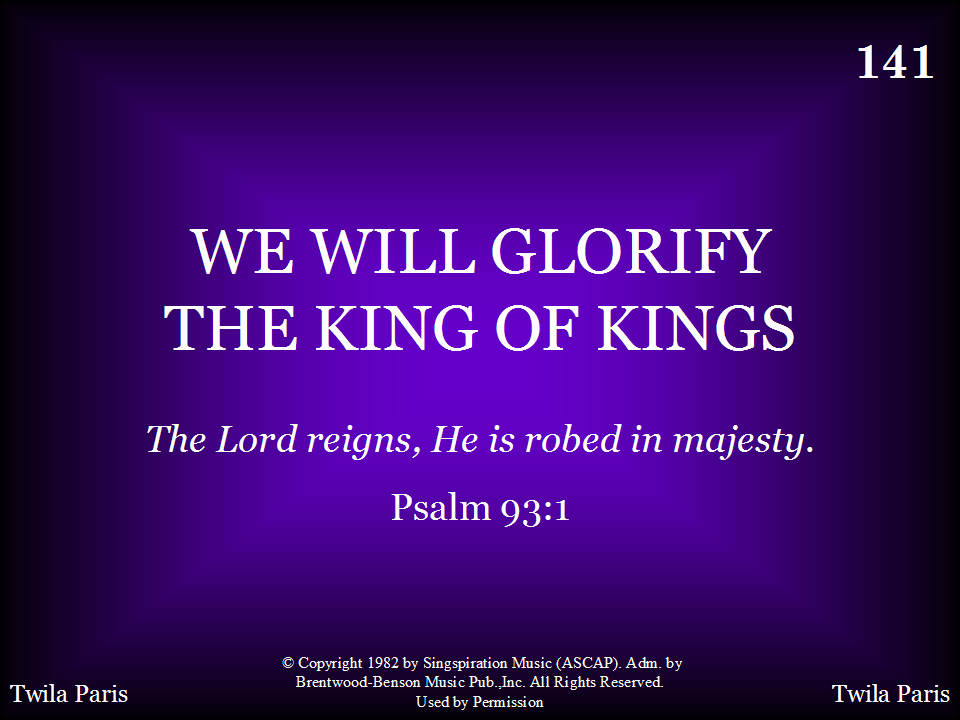 141
WE WILL GLORIFY
THE KING OF KINGS
The Lord reigns, He is robed in majesty.
Psalm 93:1
© Copyright 1982 by Singspiration Music (ASCAP). Adm. by
Brentwood-Benson Music Pub.,Inc. All Rights Reserved.
Used by Permission
Twila Paris
Twila Paris